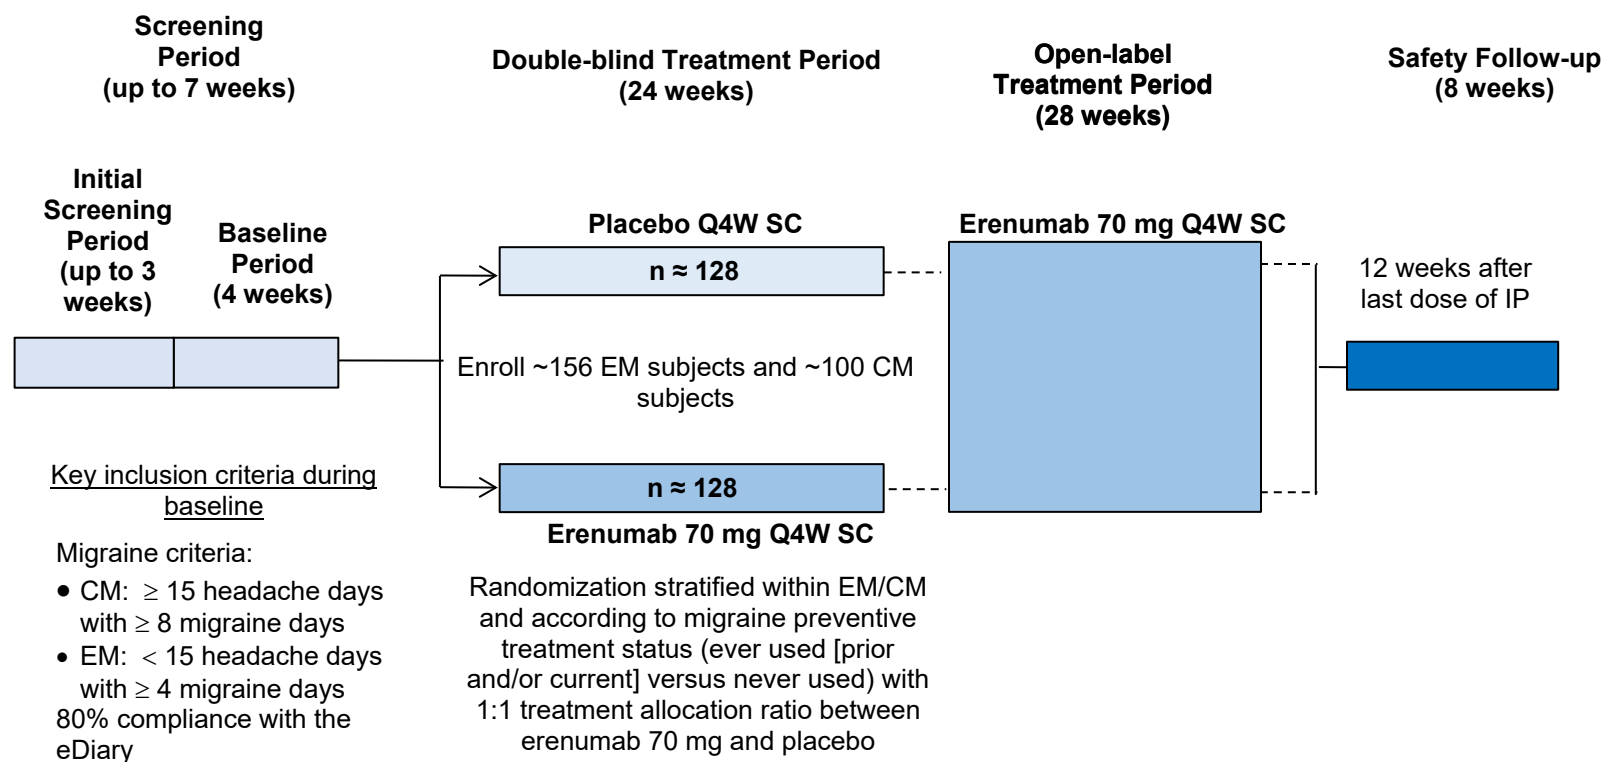 Screening
Period
(up to 7 weeks)
Double-blind Treatment Period
(24 weeks)
Open-label
Treatment Period
(28 weeks)
Safety Follow-up
(8 weeks)
Initial
Screening
Period
(up to 3
weeks)
Baseline
Period
(4 weeks)
Placebo Q4W SC
n ≈ 128
Enroll ~156 EM subjects and ~100 CM
subjects
n ≈ 128
Erenumab 70 mg Q4W SC
Erenumab 70 mg Q4W SC
12 weeks after
last dose of IP
Key inclusion criteria during
baseline
Migraine criteria:
• CM: ≥ 15 headache days
with ≥ 8 migraine days
• EM: < 15 headache days
with ≥ 4 migraine days
80% compliance with the
eDiary
Randomization stratified within EM/CM
and according to migraine preventive
treatment status (ever used [prior
and/or current] versus never used) with
1:1 treatment allocation ratio between
erenumab 70 mg and placebo